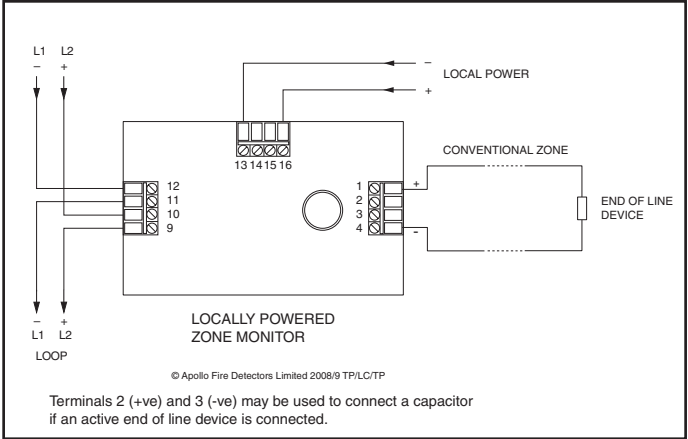 L1 L2
– +
–
LOCAL POWER
+
13 14 15 16
CONVENTIONAL ZONE
12
11
10
9
1
2
3
4
+
-
END OF LINE
DEVICE
– +
L1 L2
LOOP
LOCALLY POWERED
ZONE MONITOR
© Apollo Fire Detectors Limited 2008/9 TP/LC/TP
Terminals 2 (+ve) and 3 (-ve) may be used to connect a capacitor
if an active end of line device is connected.